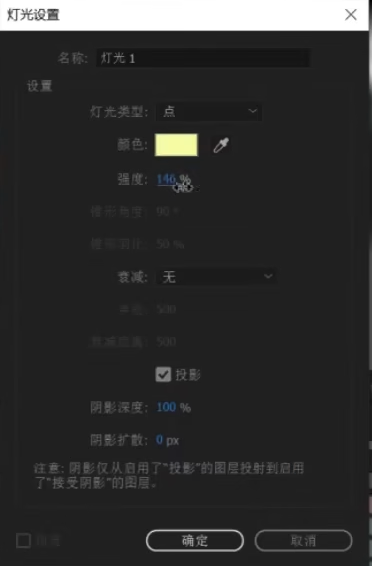 灯光设置
名称: 灯光 1
设置
灯光类型: 点
颜色:
强度: 146 %
锥形角度: 90 °
锥形羽化: 50 %
衰减: 无
半径: 500
衰减距离: 500
投影
阴影深度: 100 %
阴影扩散: 0 px
注意: 阴影仅从启用了"投影"的图层投射到启用
了"接受阴影"的图层。
确定
取消